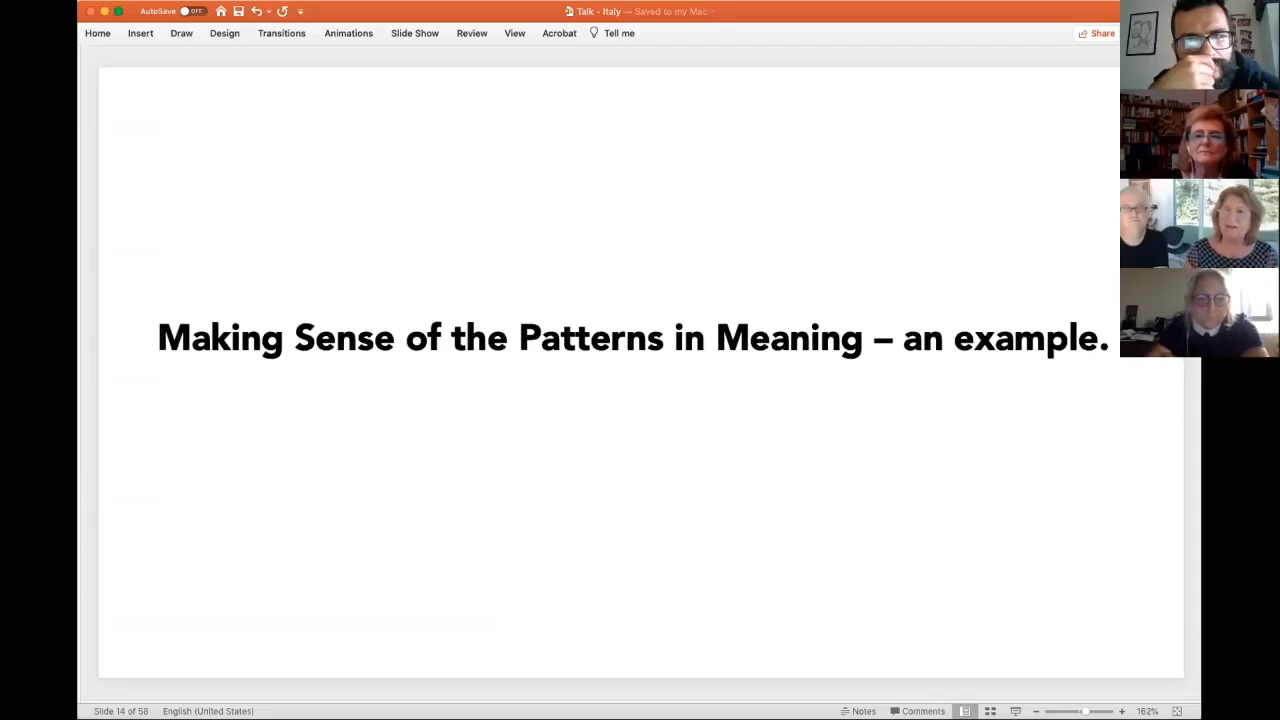 AutoSave OFF
Talk - Italy — Saved to my Mac
Home Insert Draw Design Transitions Animations Slide Show Review View Acrobat Tell me Share
Making Sense of the Patterns in Meaning – an example.
Slide 14 of 58 English (United States) Notes Comments 162%